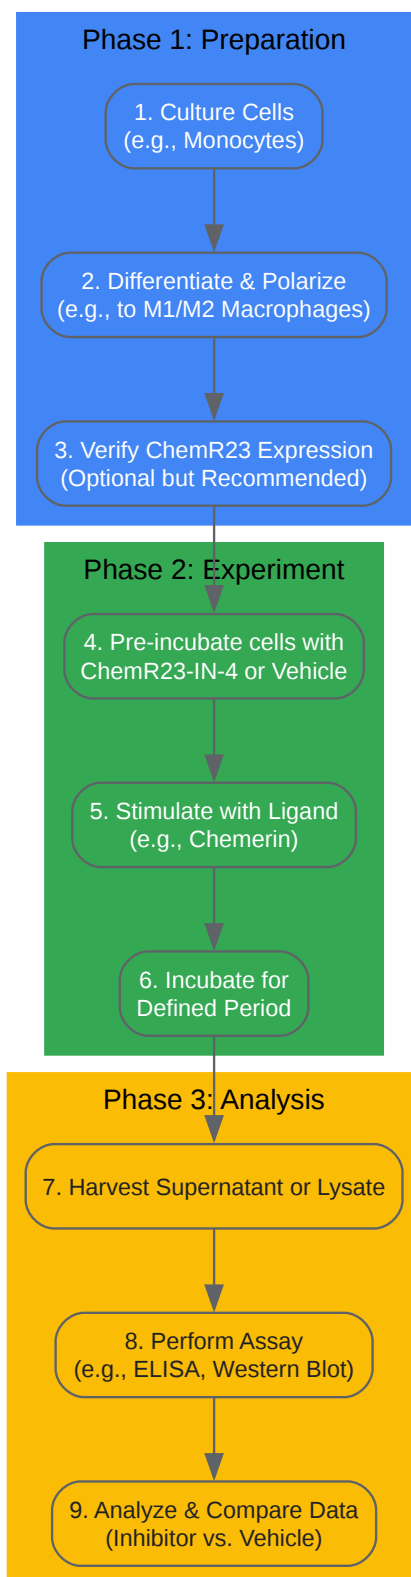 Phase 1: Preparation
1. Culture Cells
(e.g., Monocytes)
2. Differentiate & Polarize
(e.g., to M1/M2 Macrophages)
3. Verify ChemR23 Expression
(Optional but Recommended)
Phase 2: Experiment
4. Pre-incubate cells with
ChemR23-IN-4 or Vehicle
5. Stimulate with Ligand
(e.g., Chemerin)
6. Incubate for
Defined Period
Phase 3: Analysis
7. Harvest Supernatant or Lysate
8. Perform Assay
(e.g., ELISA, Western Blot)
9. Analyze & Compare Data
(Inhibitor vs. Vehicle)